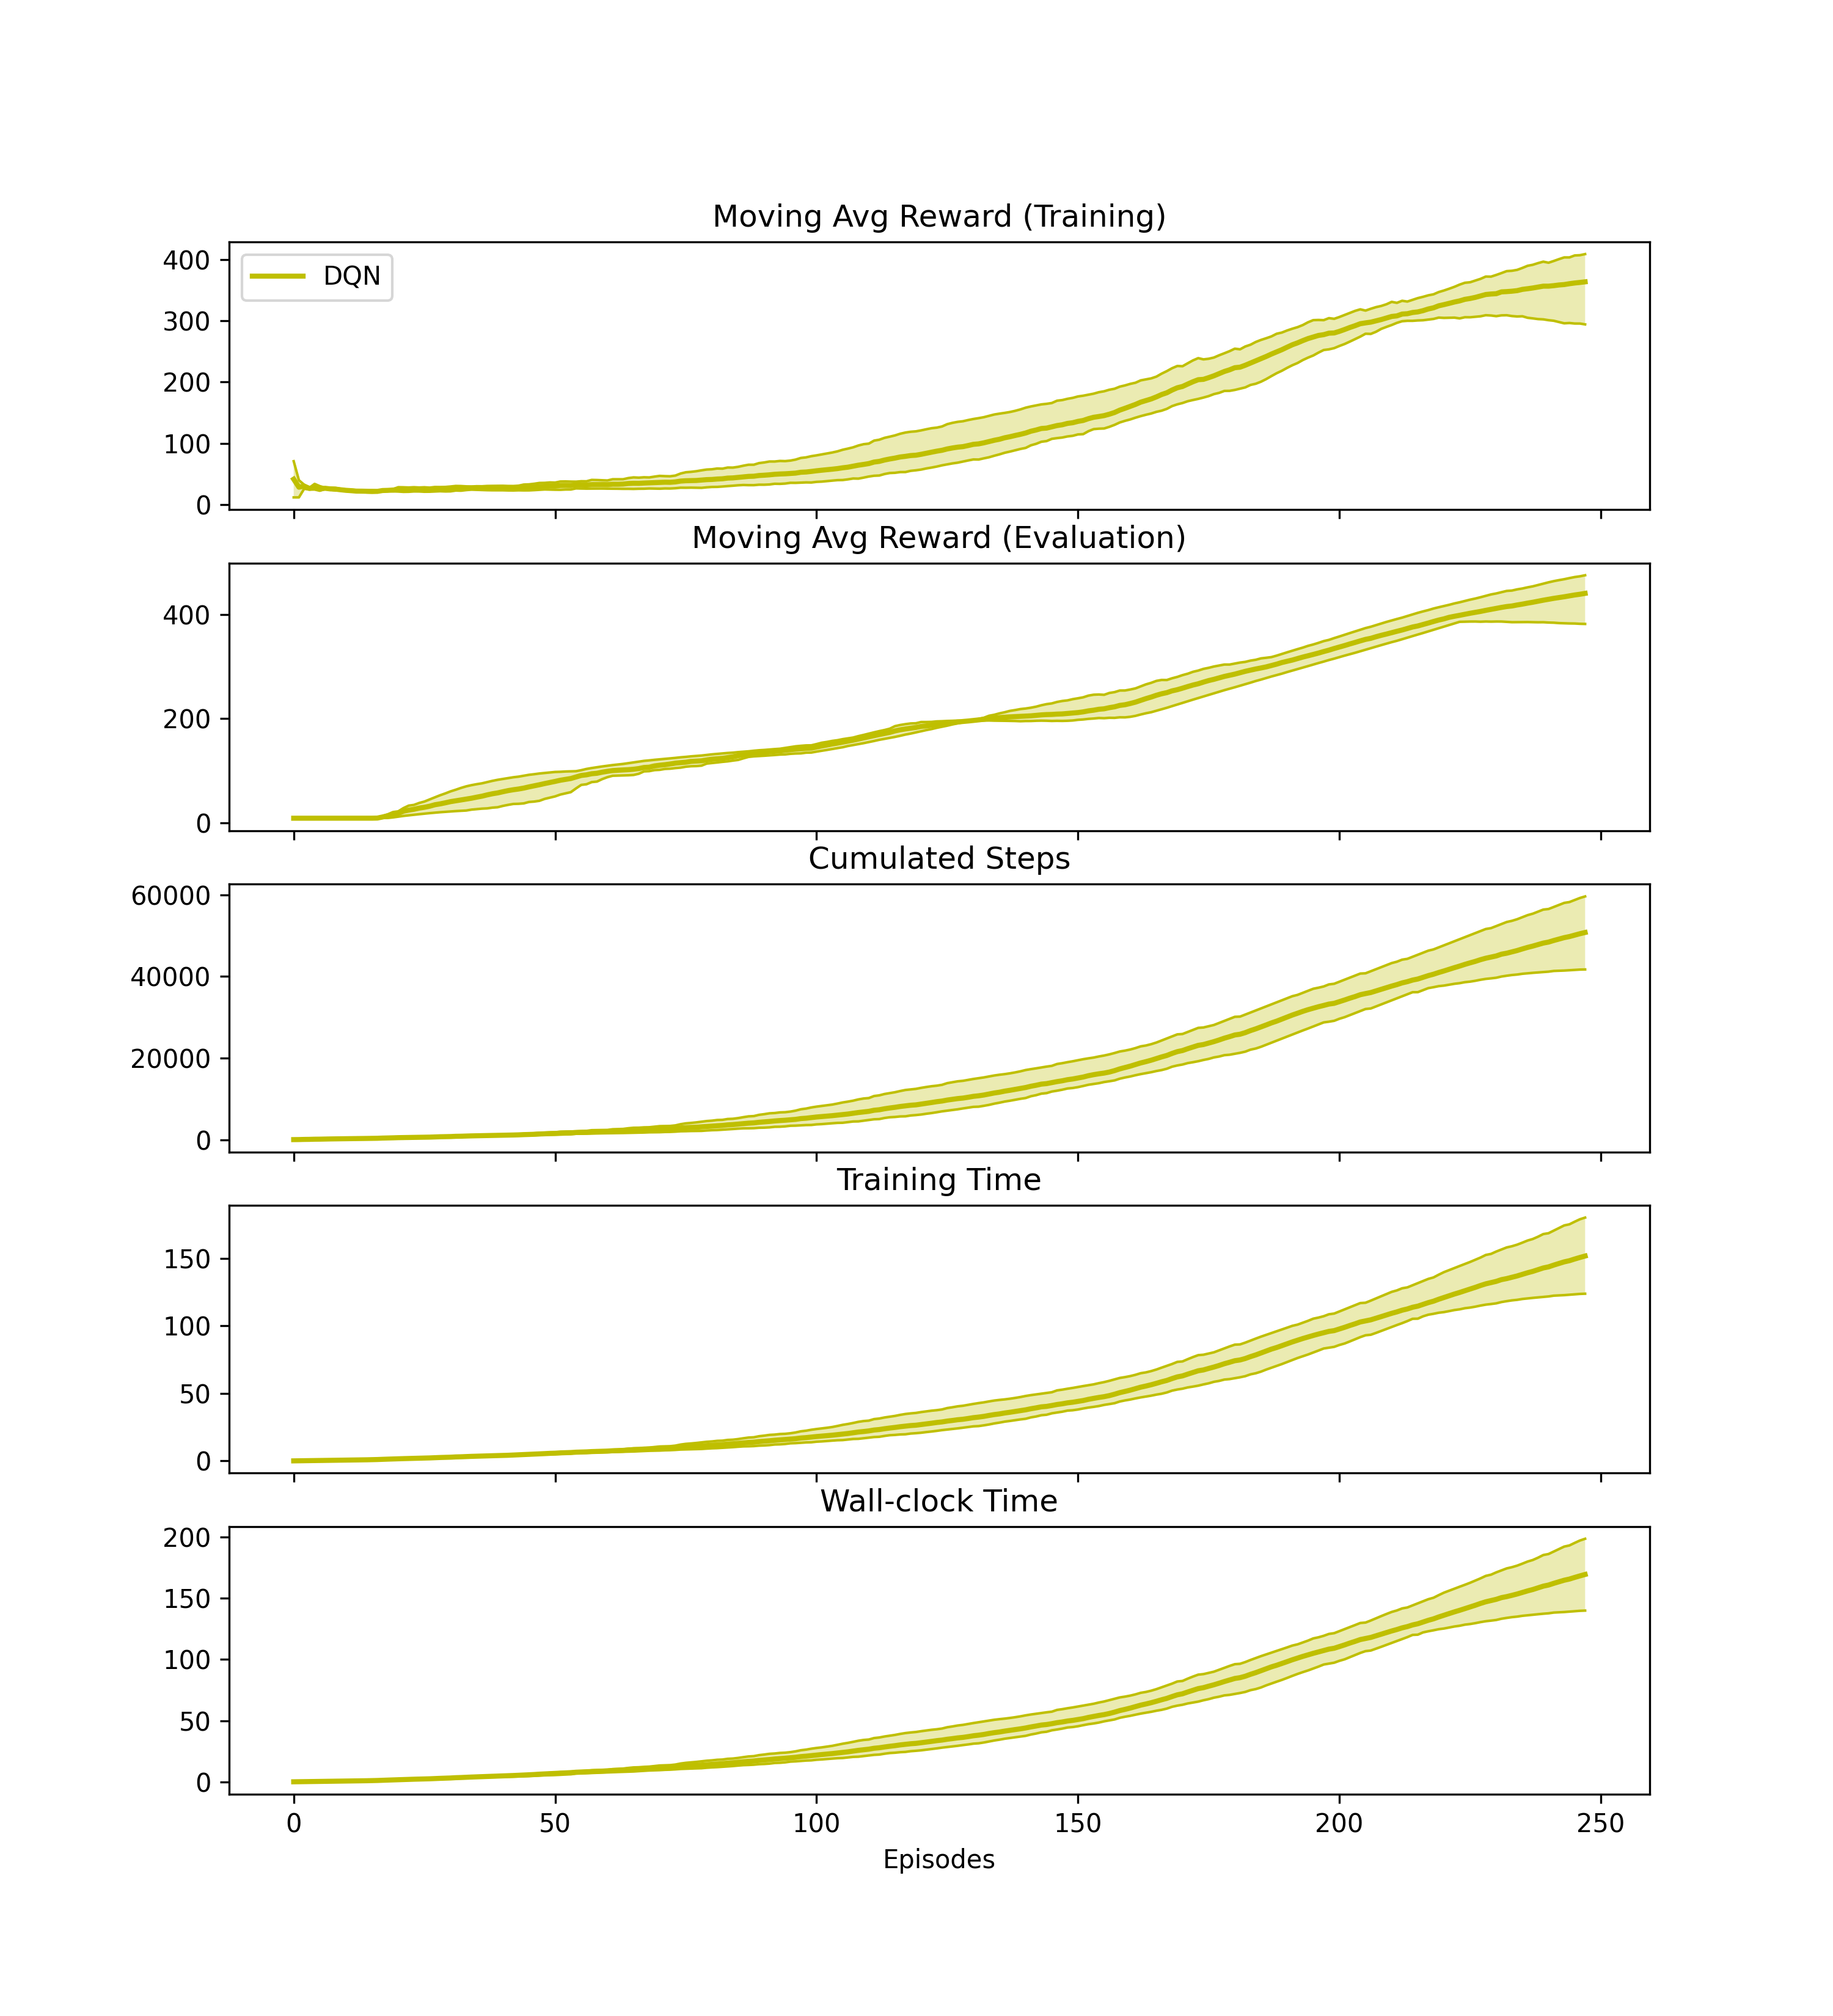 Moving Avg Reward (Training)
400
300
200
100
0
DQN
Moving Avg Reward (Evaluation)
400
200
0
Cumulated Steps
60000
40000
20000
0
Training Time
150
100
50
0
Wall-clock Time
200
150
100
50
0
0 50 100 150 200 250
Episodes